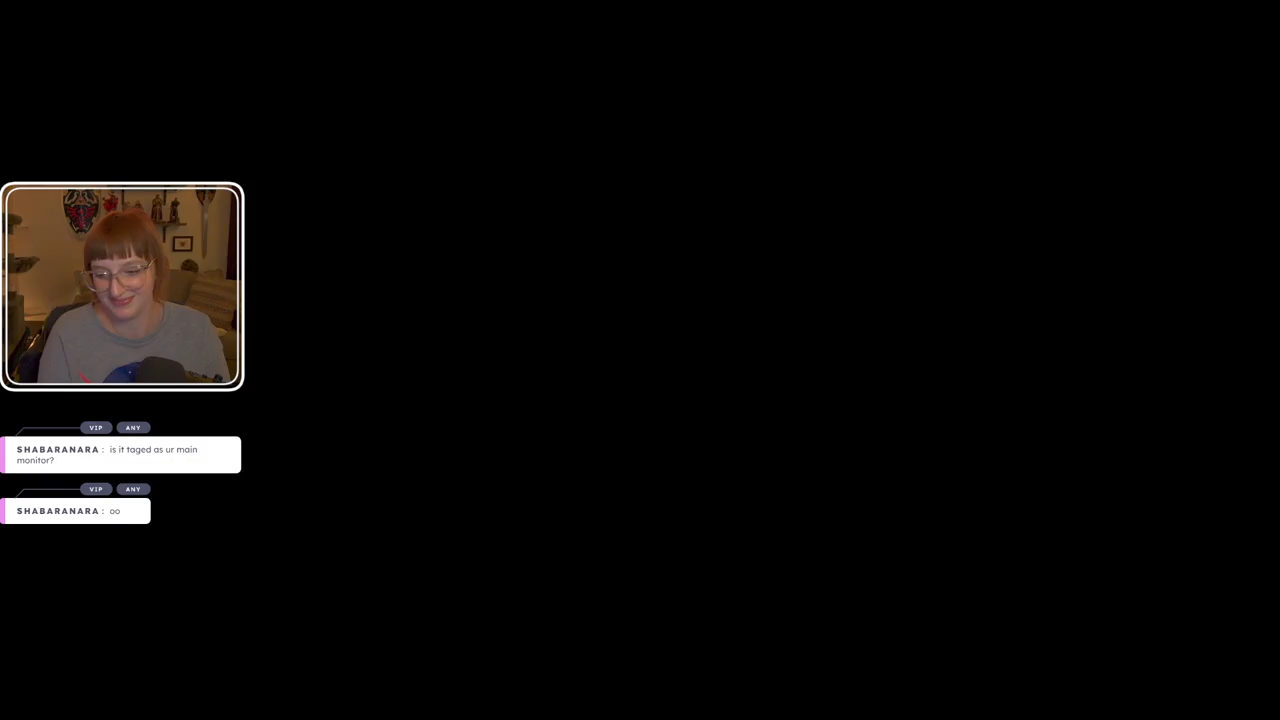 VIP ANY
SHABARANARA: is it taged as ur main
monitor?
VIP ANY
SHABARANARA: oo